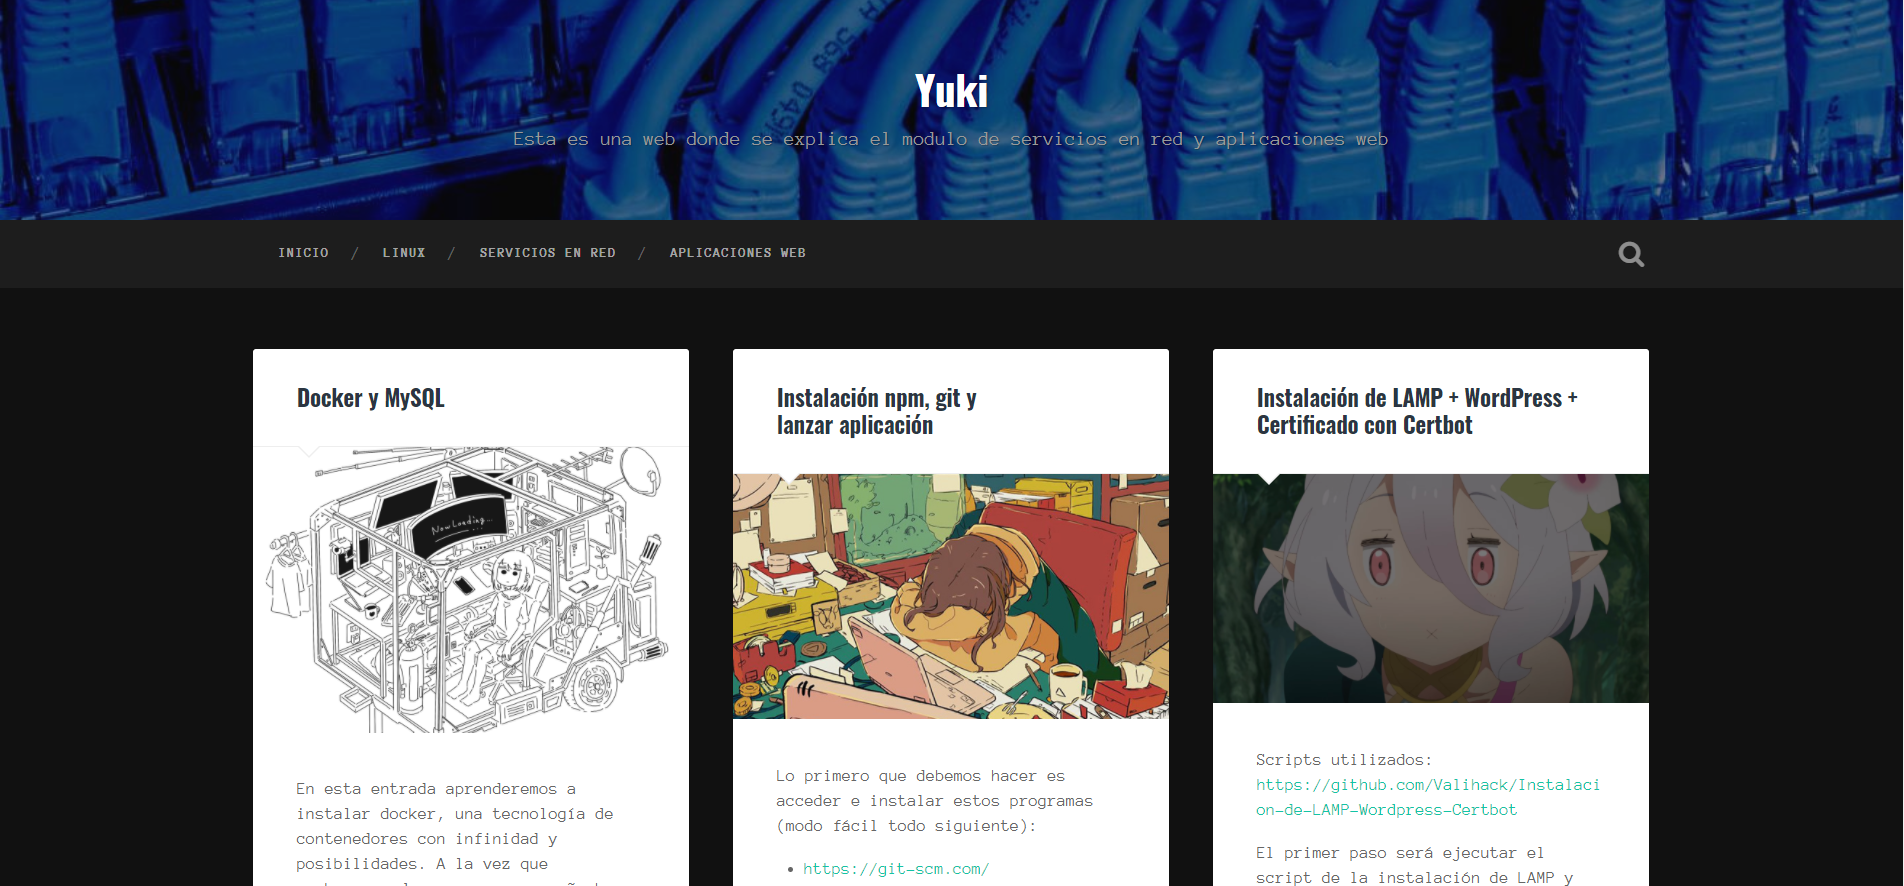 Yuki
Esta es una web donde se explica el modulo de servicios en red y aplicaciones web
INICIO / LINUX / SERVICIOS EN RED / APLICACIONES WEB
Docker y MySQL
Now Loading...
En esta entrada aprenderemos a
instalar docker, una tecnología de
contenedores con infinidad y
posibilidades. A la vez que
Instalación npm, git y
lanzar aplicación
Lo primero que debemos hacer es
acceder e instalar estos programas
(modo fácil todo siguiente):
• https://git-scm.com/
Instalación de LAMP + WordPress +
Certificado con Certbot
Scripts utilizados:
https://github.com/Valihack/Instalaci
on-de-LAMP-Wordpress-Certbot
El primer paso será ejecutar el
script de la instalación de LAMP y